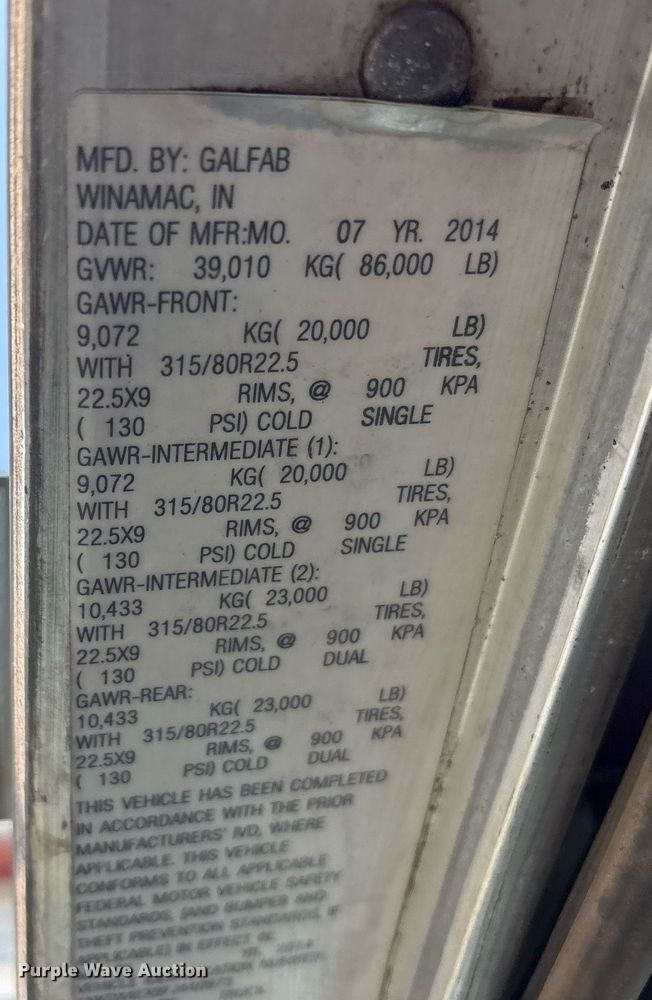 MFD. BY: GALFAB
WINAMAC, IN
DATE OF MFR:MO. 07 YR. 2014
GVWR: 39,010 KG( 86,000 LB)
GAWR-FRONT:
9,072 KG( 20,000 LB)
WITH 315/80R22.5 TIRES,
22.5X9 RIMS, @ 900 KPA
( 130 PSI) COLD SINGLE
GAWR-INTERMEDIATE (1):
9,072 KG( 20,000 LB)
WITH 315/80R22.5 TIRES,
22.5X9 RIMS, @ 900 KPA
( 130 PSI) COLD SINGLE
GAWR-INTERMEDIATE (2):
10,433 KG( 23,000 LB)
WITH 315/80R22.5 TIRES,
22.5X9 RIMS, @ 900 KPA
( 130 PSI) COLD DUAL
GAWR-REAR:
10,433 KG( 23,000 LB)
WITH 315/80R22.5 TIRES,
22.5X9 RIMS, @ 900 KPA
( 130 PSI) COLD DUAL
THIS VEHICLE HAS BEEN COMPLETED
IN ACCORDANCE WITH THE PRIOR
MANUFACTURERS' IVD, WHERE
APPLICABLE. THIS VEHICLE
CONFORMS TO ALL APPLICABLE
FEDERAL MOTOR VEHICLE SAFETY
STANDARDS, [AND BUMPER AND
THEFT PREVENTION STANDARDS, IF
APPLICABLE] IN EFFECT IN:
YR. 2014
Purple Wave Auction